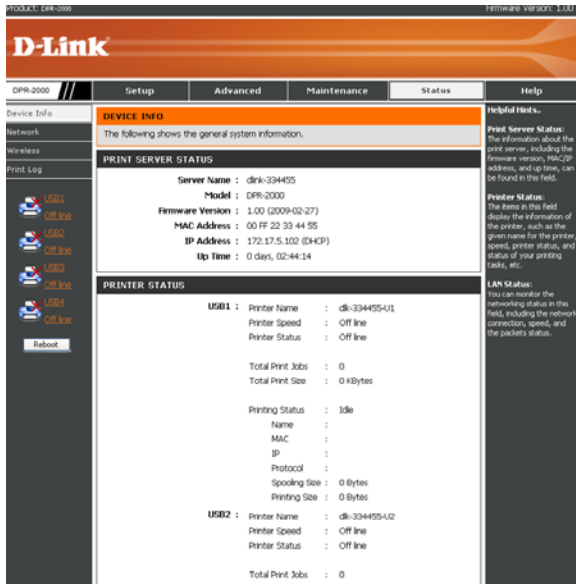 Product: DPR-2000
Firmware Version: 1.00
D-Link
DPR-2000
Setup
Advanced
Maintenance
Status
Help
Device Info
Network
Wireless
Print Log
USB1
Off line
USB2
Off line
USB3
Off line
USB4
Off line
Reboot
DEVICE INFO
The following shows the general system information.
PRINT SERVER STATUS
Server Name : dlink-334455
Model : DPR-2000
Firmware Version : 1.00 (2009-02-27)
MAC Address : 00 FF 22 33 44 55
IP Address : 172.17.5.102 (DHCP)
Up Time : 0 days, 02:44:14
PRINTER STATUS
USB1 : Printer Name : dlk-334455-U1
Printer Speed : Off line
Printer Status : Off line
Total Print Jobs : 0
Total Print Size : 0 KBytes
Printing Status : Idle
Name :
MAC :
IP :
Protocol :
Spooling Size : 0 Bytes
Printing Size : 0 Bytes
USB2 : Printer Name : dlk-334455-U2
Printer Speed : Off line
Printer Status : Off line
Total Print Jobs : 0
Helpful Hints..
Print Server Status:
The information about the
print server, including the
firmware version, MAC/IP
address, and up time, can
be found in this field.
Printer Status:
The items in this field
display the information of
the printer, such as the
given name for the printer,
speed, printer status, and
status of your printing
tasks, etc.
LAN Status:
You can monitor the
networking status in this
field, including the network
connection, speed, and
the packets status.